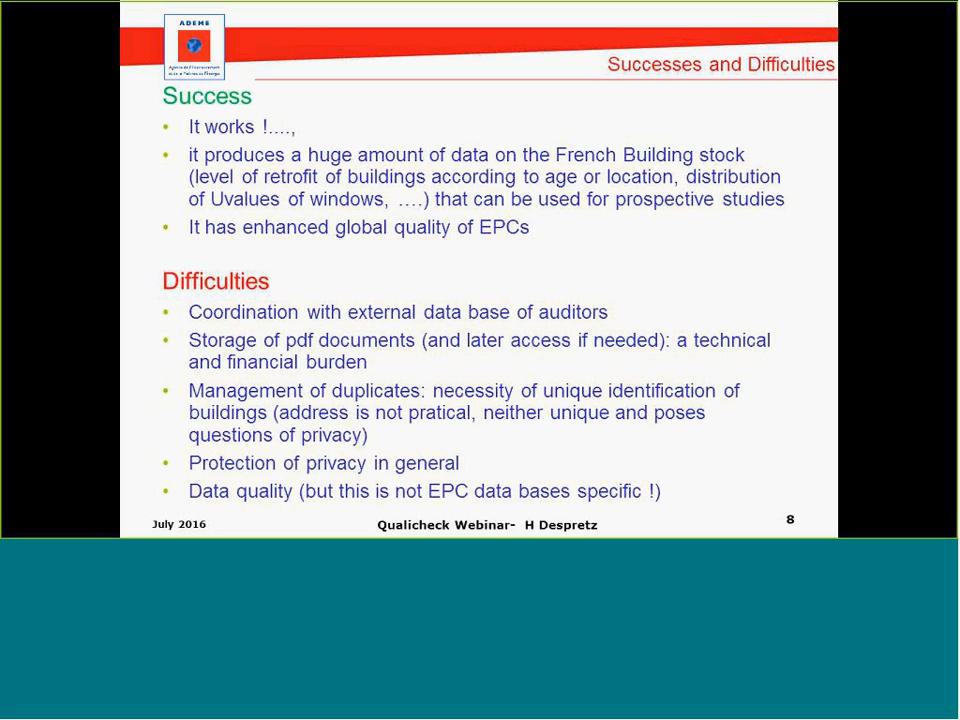 ADEME
Successes and Difficulties
Success
• It works !....,
• it produces a huge amount of data on the French Building stock
(level of retrofit of buildings according to age or location, distribution
of Uvalues of windows, ….) that can be used for prospective studies
• It has enhanced global quality of EPCs
Difficulties
• Coordination with external data base of auditors
• Storage of pdf documents (and later access if needed): a technical
and financial burden
• Management of duplicates: necessity of unique identification of
buildings (address is not pratical, neither unique and poses
questions of privacy)
• Protection of privacy in general
• Data quality (but this is not EPC data bases specific !)
July 2016
Qualicheck Webinar- H Despretz
8